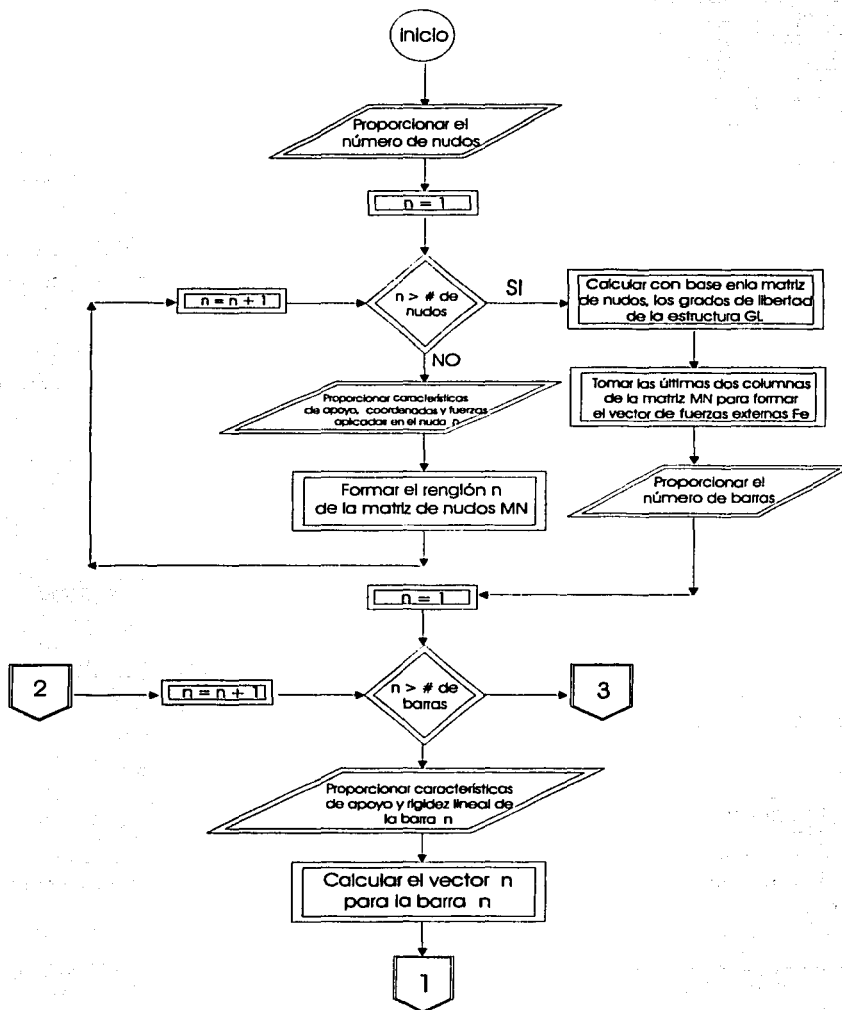 inicio
Proporcionar el
número de nudos
n = 1
n = n + 1
n > # de
nudos
SI
NO
Calcular con base enla matriz
de nudos, los grados de libertad
de la estructura GL
Proporcionar características
de apoyo, coordenadas y fuerzas
aplicadas en el nudo n
Tomar las últimas dos columnas
de la matriz MN para formar
el vector de fuerzas externas Fe
Formar el renglón n
de la matriz de nudos MN
Proporcionar el
número de barras
n = 1
2
n = n + 1
n > # de
barras
3
Proporcionar características
de apoyo y rigidez lineal de
la barra n
Calcular el vector n
para la barra n
1